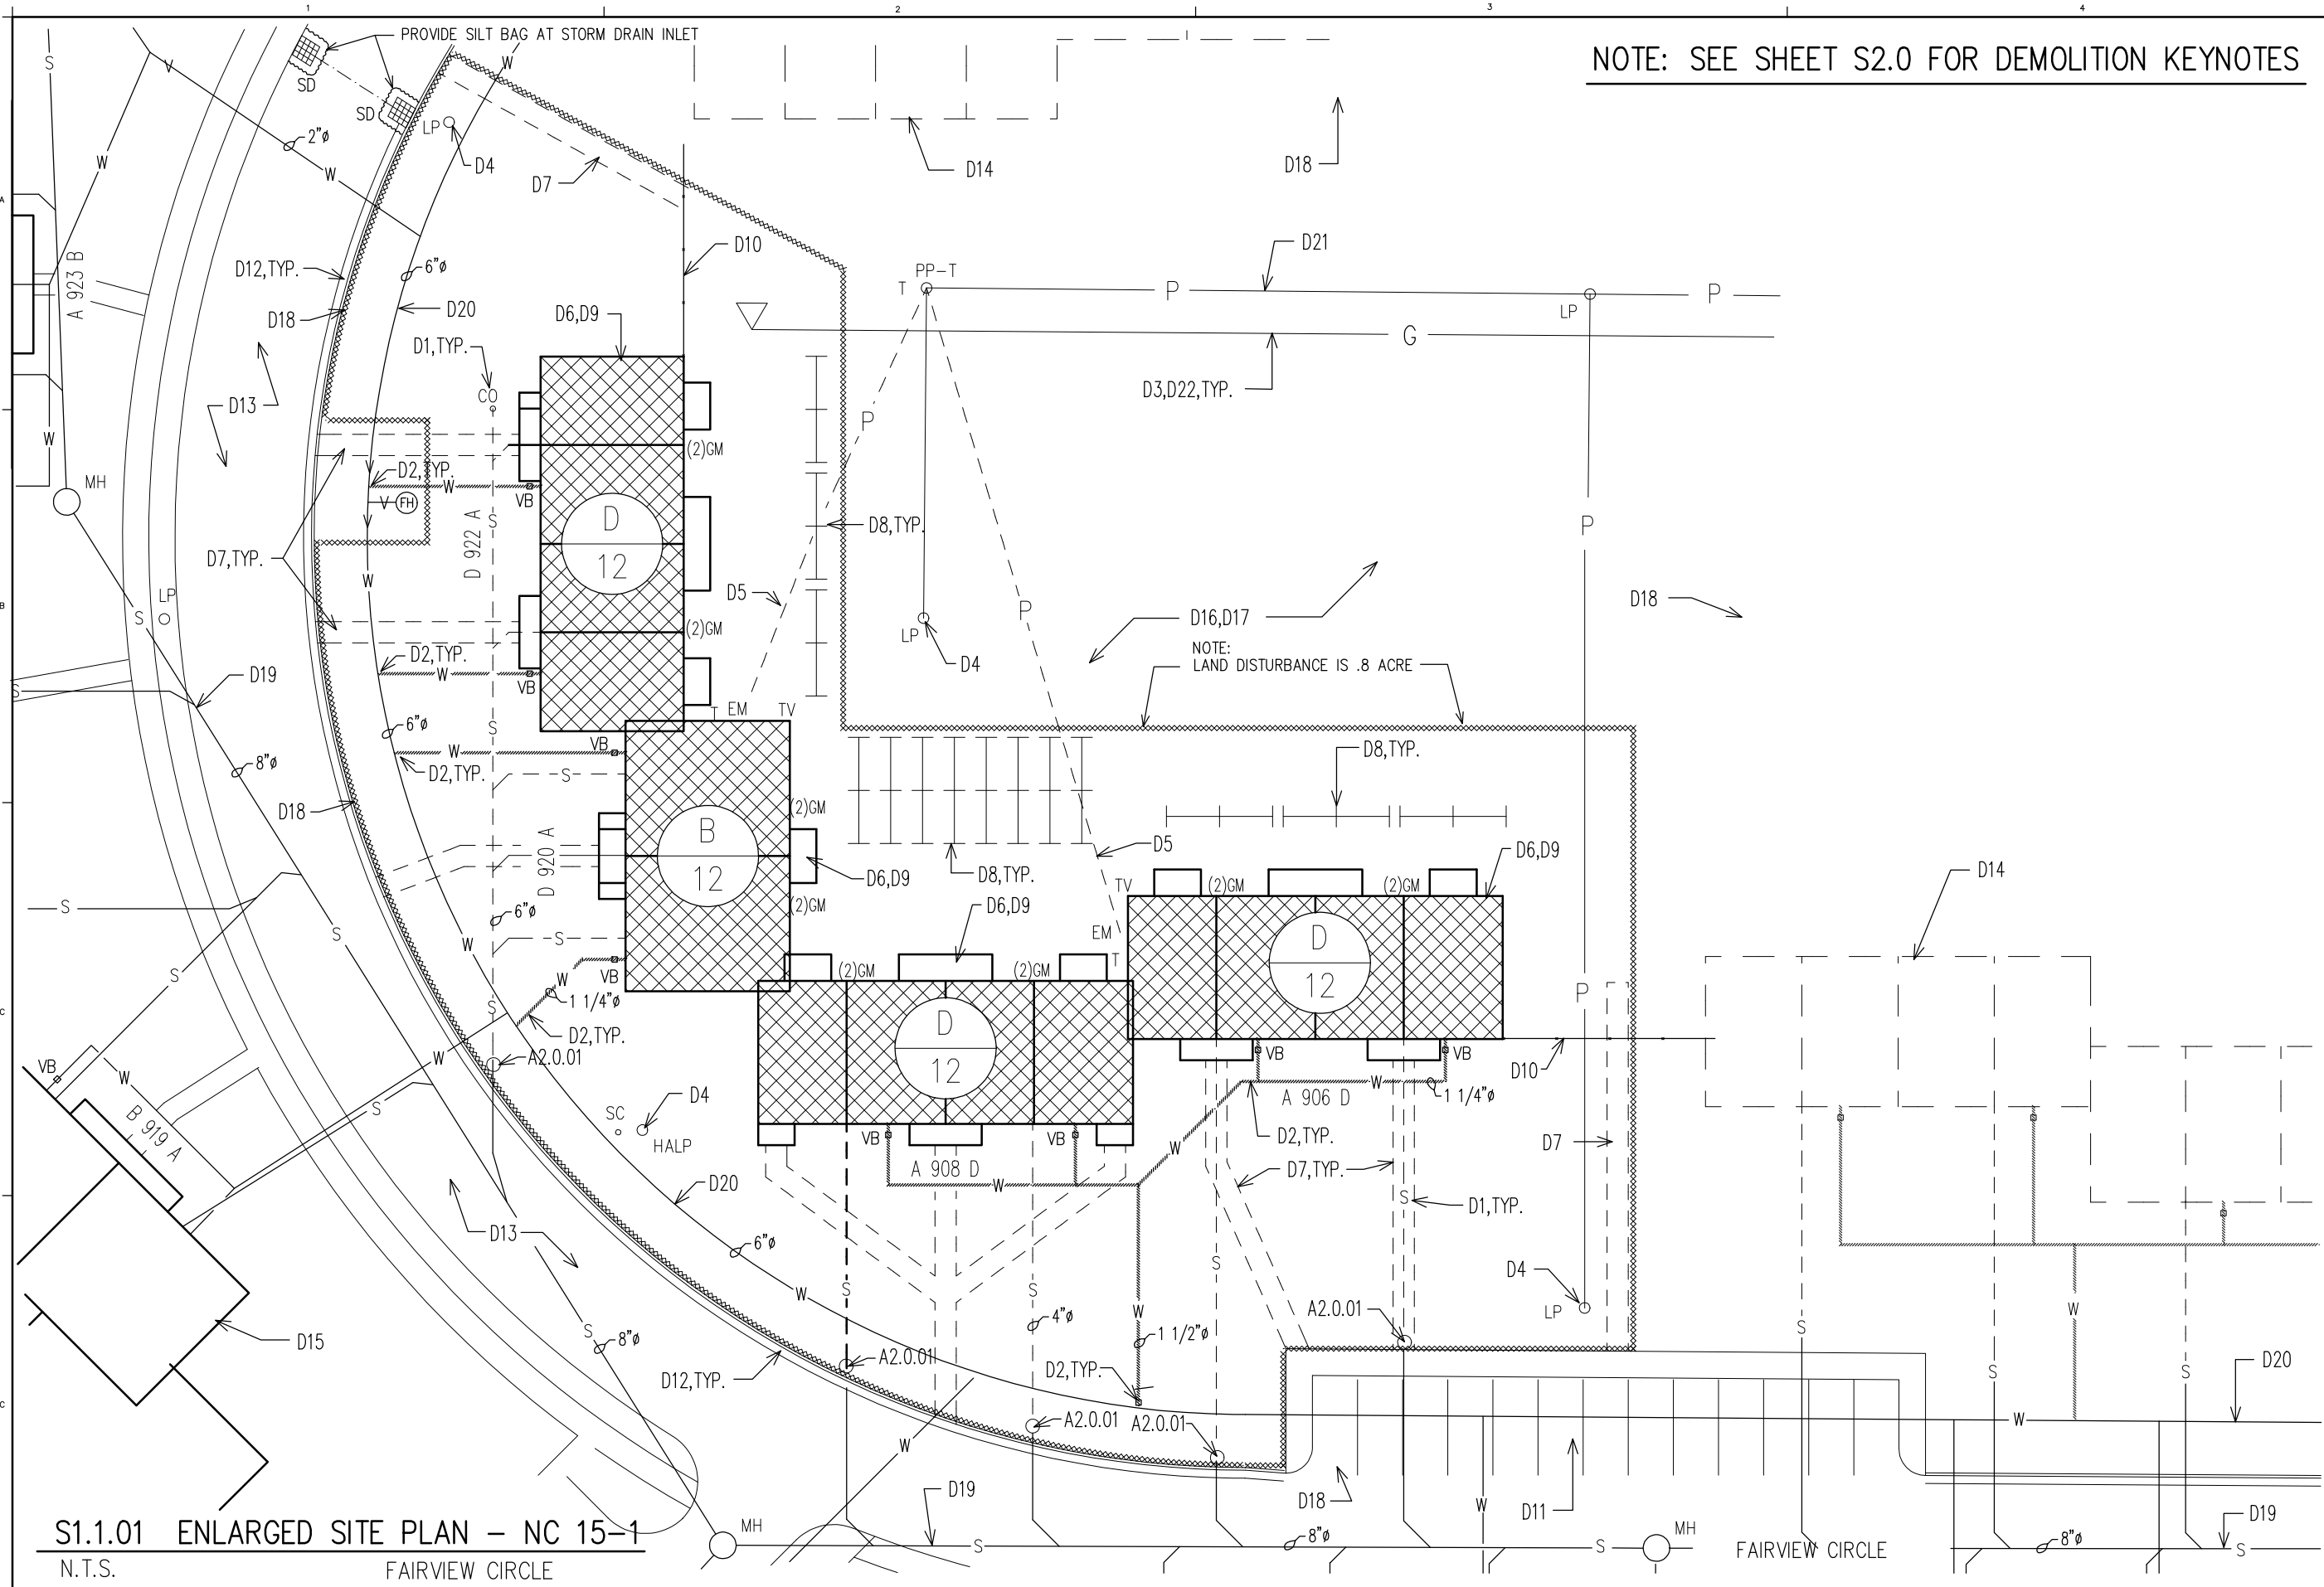 1
2
3
4
A
B
C
C
PROVIDE SILT BAG AT STORM DRAIN INLET
NOTE: SEE SHEET S2.0 FOR DEMOLITION KEYNOTES
S
V
W
SD
SD
LP
D4
2"ø
W
W
D7
D14
D18
D10
D21
PP-T
T
P
P
LP
G
D3,D22,TYP.
A 923 B
D12,TYP.
D18
6"ø
D20
D6,D9
D1,TYP.
CO
D13
W
MH
D2,TYP.
W
VB
V
FH
(2)GM
P
D8,TYP.
D
12
D 922 A
S
D7,TYP.
W
LP
S
D5
P
LP
D4
P
D16,D17
NOTE:
LAND DISTURBANCE IS .8 ACRE
D18
(2)GM
D2,TYP.
W
VB
D19
S
T
EM
TV
S
6"ø
W
VB
D2,TYP.
S
8"ø
D18
D8,TYP.
B
12
(2)GM
(2)GM
D6,D9
D 920 A
D8,TYP.
D5
D6,D9
D14
6"ø
S
S
W
S
W
VB
1 1/4"ø
D2,TYP.
S
D6,D9
TV
EM
T
(2)GM
(2)GM
D
12
(2)GM
(2)GM
D
12
P
D10
S
A2.0.01
W
VB
W
B 919 A
S
SC
D4
HALP
VB
VB
A 908 D
W
VB
VB
W
1 1/4"ø
A 906 D
D2,TYP.
W
D7,TYP.
D7
S
D1,TYP.
D20
D13
6"ø
W
S
S
4"ø
W
1 1/2"ø
S
D4
LP
A2.0.01
W
S
S
S
D20
D15
S
8"ø
D12,TYP.
A2.0.01
D2,TYP.
A2.0.01
A2.0.01
W
W
D19
D18
W
D11
D19
MH
S
8"ø
S
MH
FAIRVIEW CIRCLE
8"ø
S
S1.1.01 ENLARGED SITE PLAN – NC 15-1
N.T.S.
FAIRVIEW CIRCLE